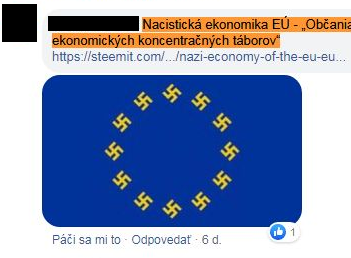 Nacistická ekonomika EÚ - „Občania
ekonomických koncentračných táborov“
https://steemit.com/.../nazi-economy-of-the-eu-eu...
Páči sa mi to · Odpovedať · 6 d.
1